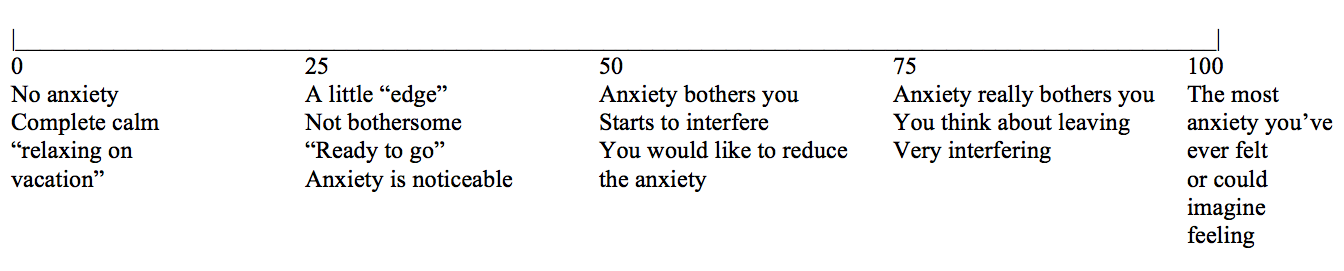 0 25 50 75 100
No anxiety A little “edge” Anxiety bothers you Anxiety really bothers you The most
Complete calm Not bothersome Starts to interfere You think about leaving anxiety you’ve
“relaxing on “Ready to go” You would like to reduce Very interfering ever felt
vacation” Anxiety is noticeable the anxiety or could
imagine
feeling